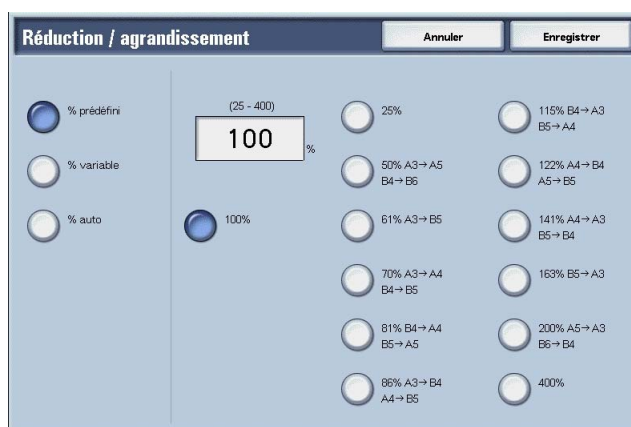 Réduction / agrandissement
Annuler
Enregistrer
% prédéfini
% variable
% auto
(25 - 400)
100
%
100%
25%
50% A3→A5
B4→B6
61% A3→B5
70% A3→A4
B4→B5
81% B4→A4
B5→A5
86% A3→B4
A4→B5
115% B4→A3
B5→A4
122% A4→B4
A5→B5
141% A4→A3
B5→B4
163% B5→A3
200% A5→A3
B6→B4
400%